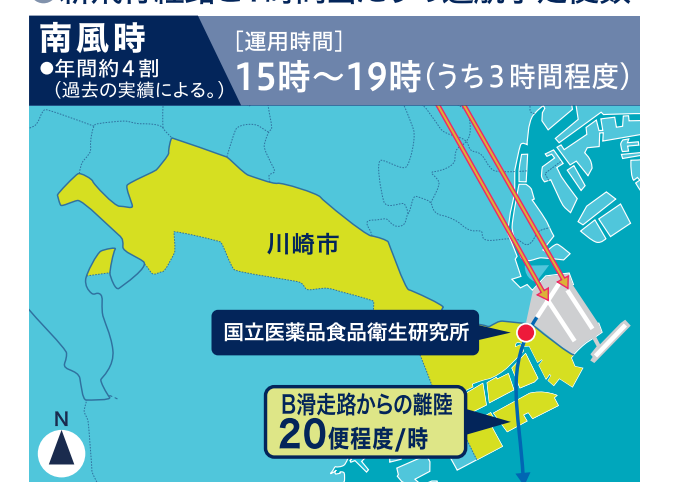 南風時
●年間約4割
(過去の実績による。)
[運用時間]
15時〜19時(うち3時間程度)
川崎市
国立医薬品食品衛生研究所
B滑走路からの離陸
20便程度/時
N